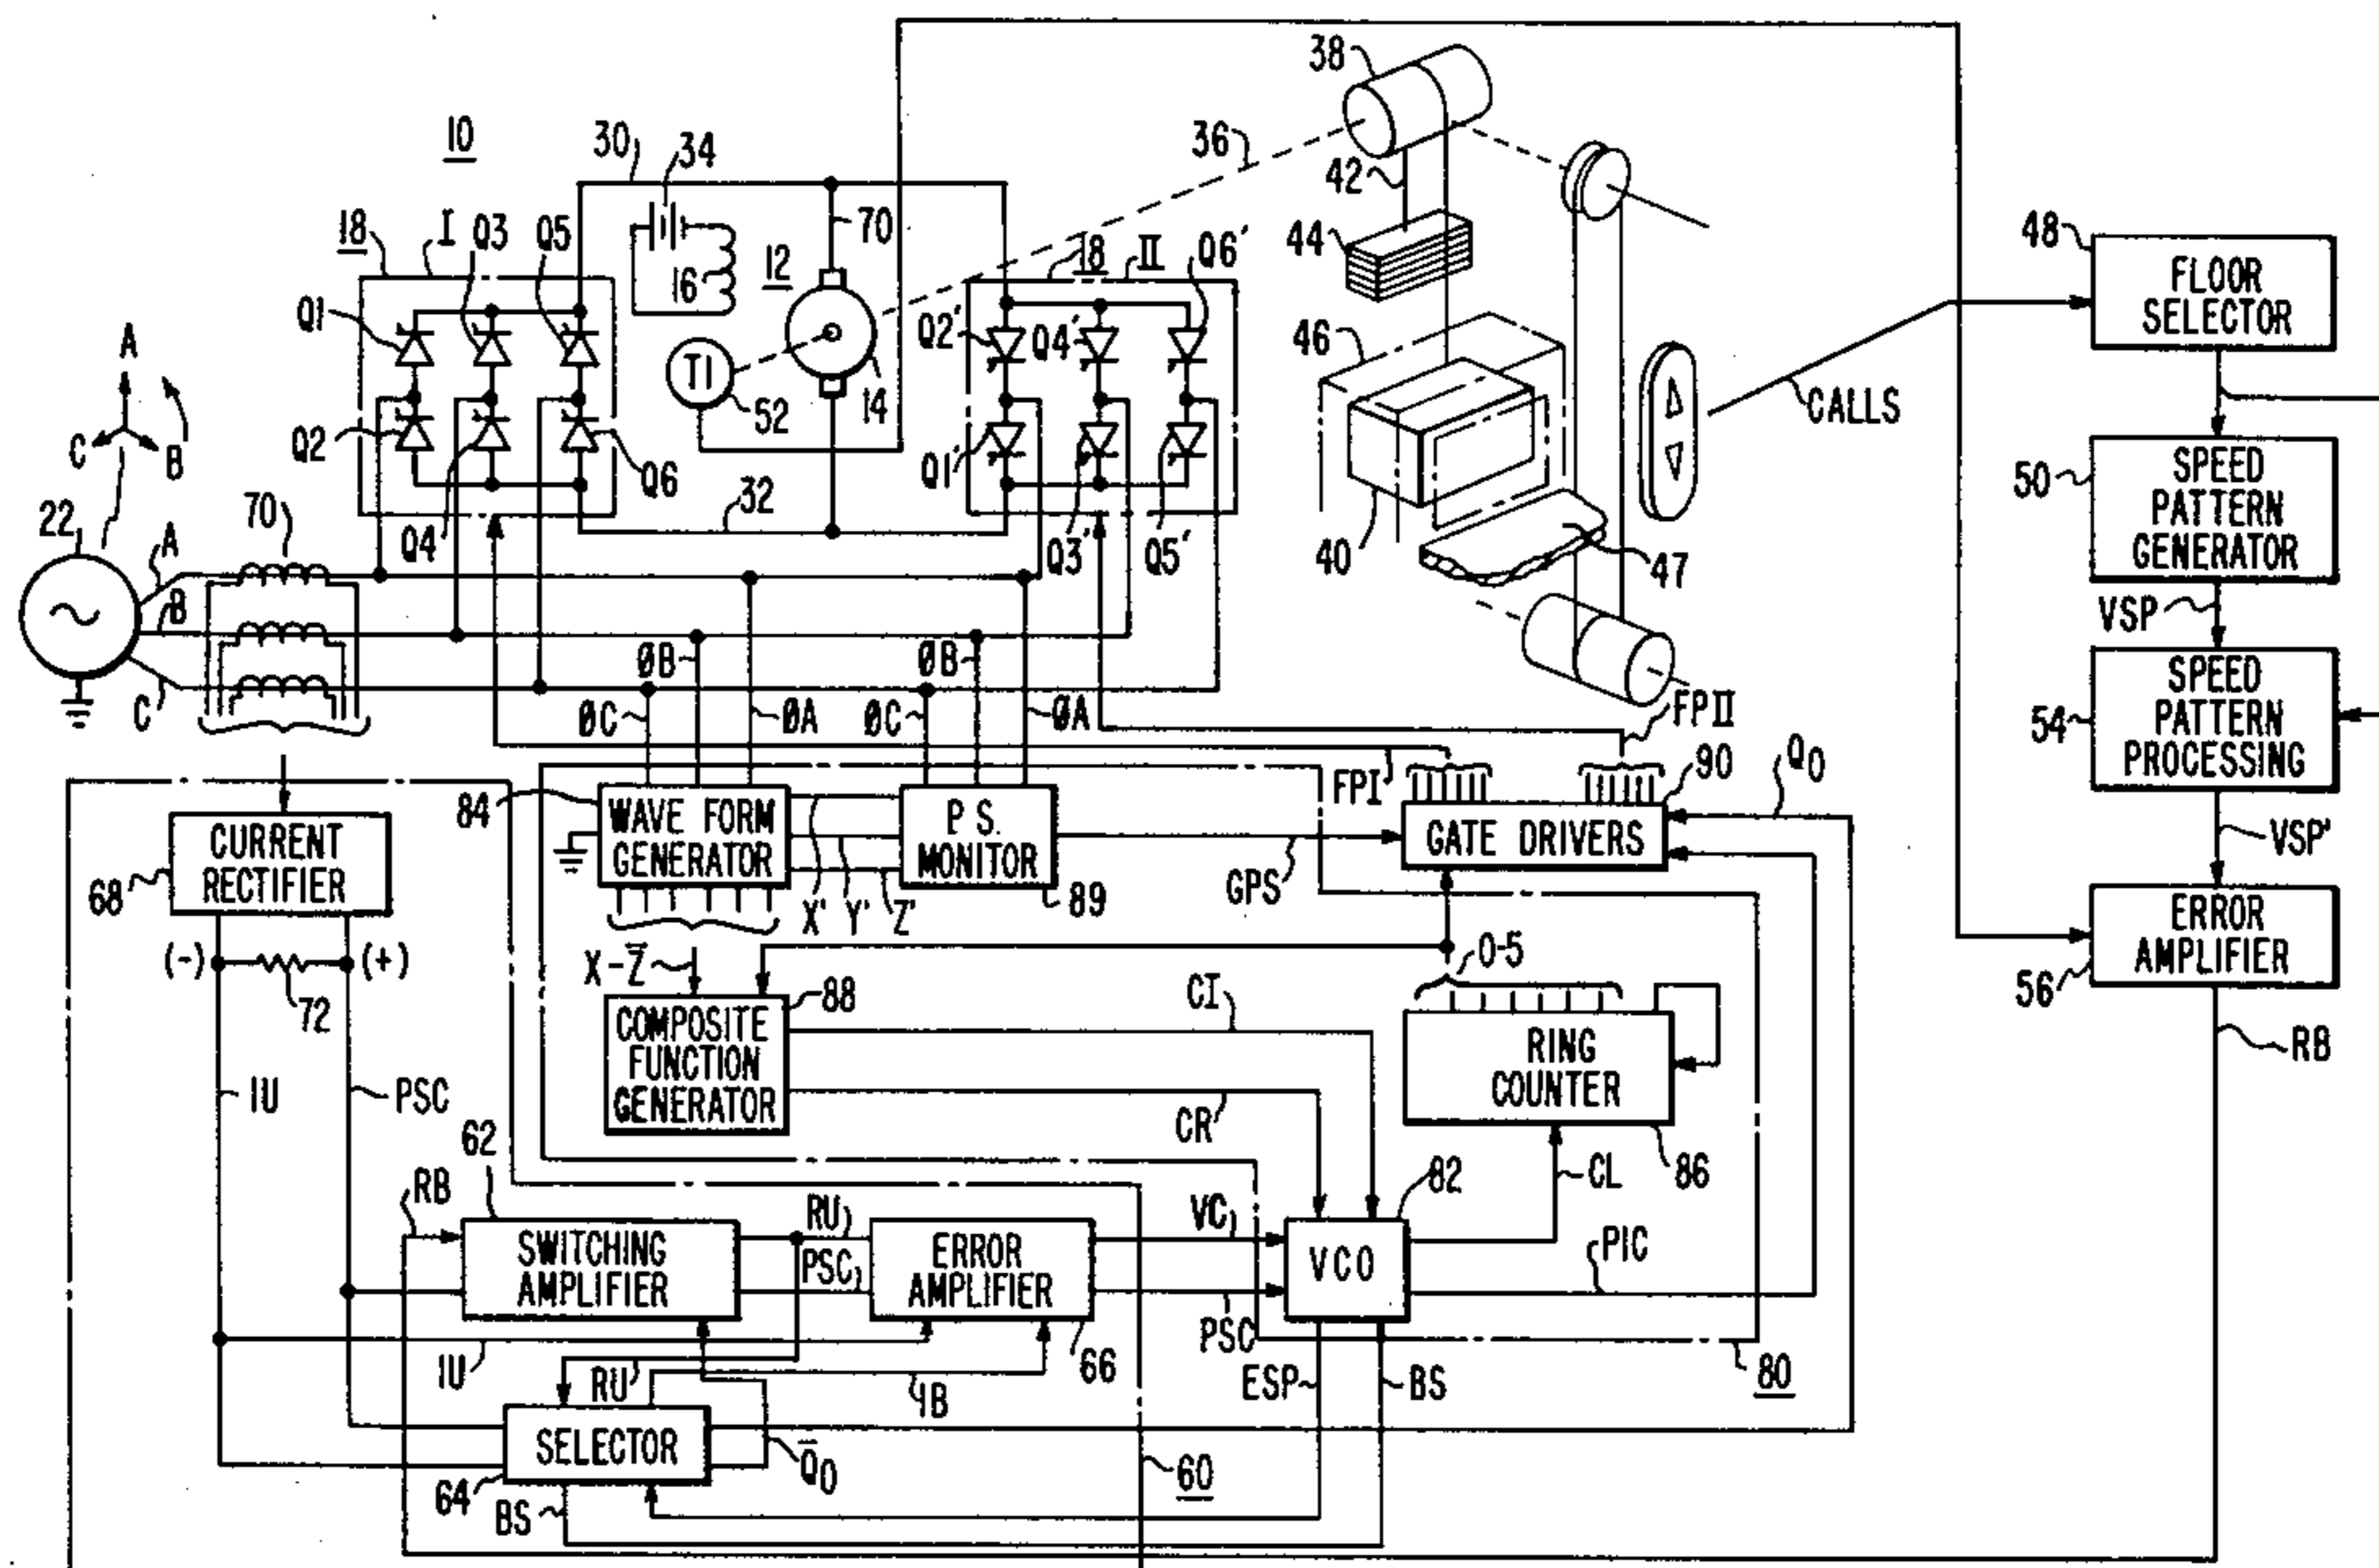 38
10
30
34
36
42
70
18
I
Q3
Q5
12
44
18
II
Q6'
48
FLOOR
SELECTOR
16
Q1
Q2'
Q4'
46
A
T1
52
14
CALLS
C
B
Q2
Q1'
50
SPEED
PATTERN
GENERATOR
Q6
22
70
A
Q4
32
Q3'
Q5'
40
47
VSP
B
ØB
ØB
SPEED
PATTERN
PROCESSING
54
C
ØC
ØA
ØC
ØA
FPII
Q0
FPI
90
84
WAVE FORM
GENERATOR
P.S.
MONITOR
GATE DRIVERS
VSP'
CURRENT
RECTIFIER
68
GPS
X'
Y'
Z'
89
ERROR
AMPLIFIER
56
(-)
(+)
X-Z̅
0-5
72
88
CI
COMPOSITE
FUNCTION
GENERATOR
RING
COUNTER
RB
IU
PSC
CR
62
CL
86
RB
82
RU
VC
SWITCHING
AMPLIFIER
ERROR
AMPLIFIER
VCO
PIC
PSC
PSC
IU
RU
66
80
IB
ESP
BS
SELECTOR
Q̅0
64
60
BS